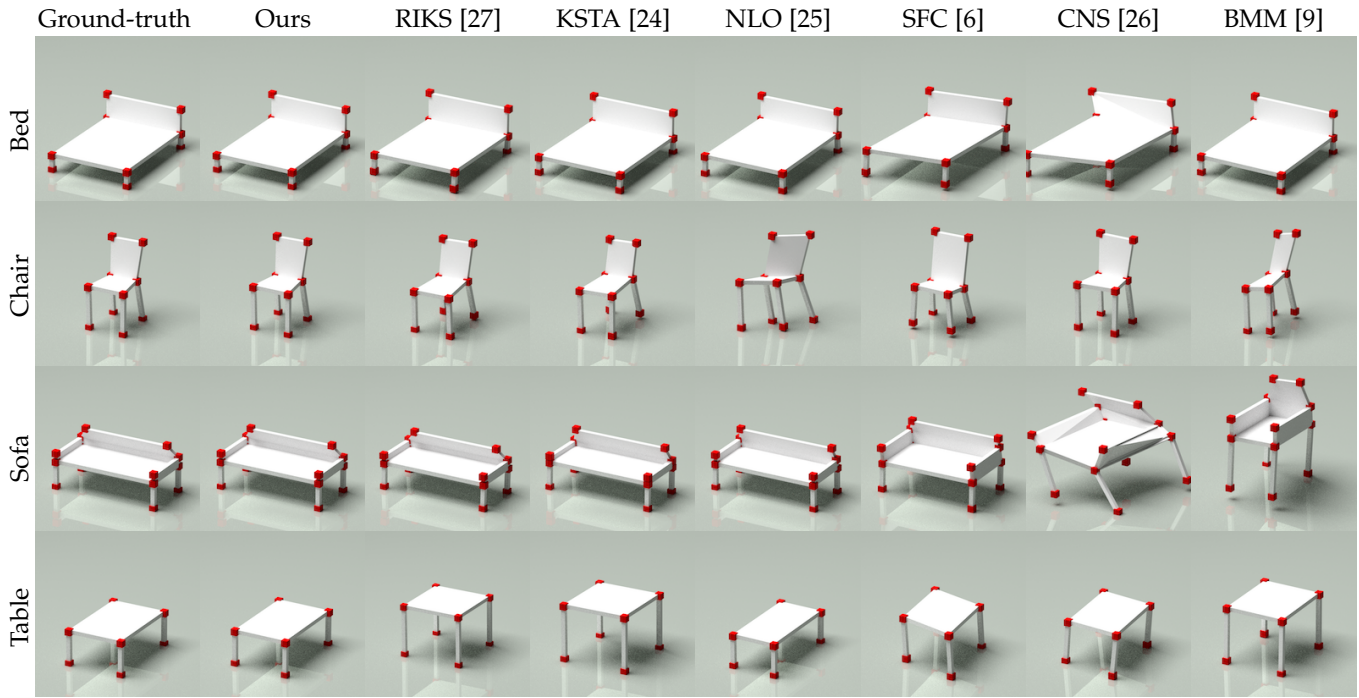 Ground-truth Ours RIKS [27] KSTA [24] NLO [25] SFC [6] CNS [26] BMM [9]
Bed
Chair
Sofa
Table